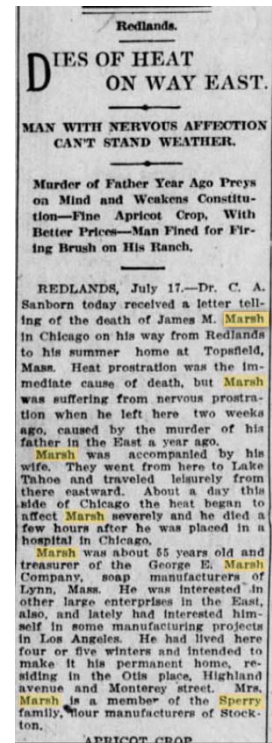 Redlands.
DIES OF HEAT
ON WAY EAST.
MAN WITH NERVOUS AFFECTION
CAN'T STAND WEATHER.
Murder of Father Year Ago Preys
on Mind and Weakens Constitu-
tion—Fine Apricot Crop, With
Better Prices—Man Fined for Fir-
ing Brush on His Ranch.
REDLANDS, July 17.—Dr. C. A.
Sanborn today received a letter tell-
ing of the death of James M. Marsh
in Chicago on his way from Redlands
to his summer home at Topsfield,
Mass. Heat prostration was the im-
mediate cause of death, but Marsh
was suffering from nervous prostra-
tion when he left here two weeks
ago, caused by the murder of his
father in the East a year ago.
Marsh was accompanied by his
wife. They went from here to Lake
Tahoe and traveled leisurely from
there eastward. About a day this
side of Chicago the heat began to
affect Marsh severely and he died a
few hours after he was placed in a
hospital in Chicago.
Marsh was about 55 years old and
treasurer of the George E. Marsh
Company, soap manufacturers of
Lynn, Mass. He was interested in
other large enterprises in the East,
also, and lately had interested him-
self in some manufacturing projects
in Los Angeles. He had lived here
four or five winters and intended to
make it his permanent home, re-
siding in the Otis place, Highland
avenue and Monterey street. Mrs.
Marsh is a member of the Sperry
family, flour manufacturers of Stock-
ton.
APRICOT CROP.